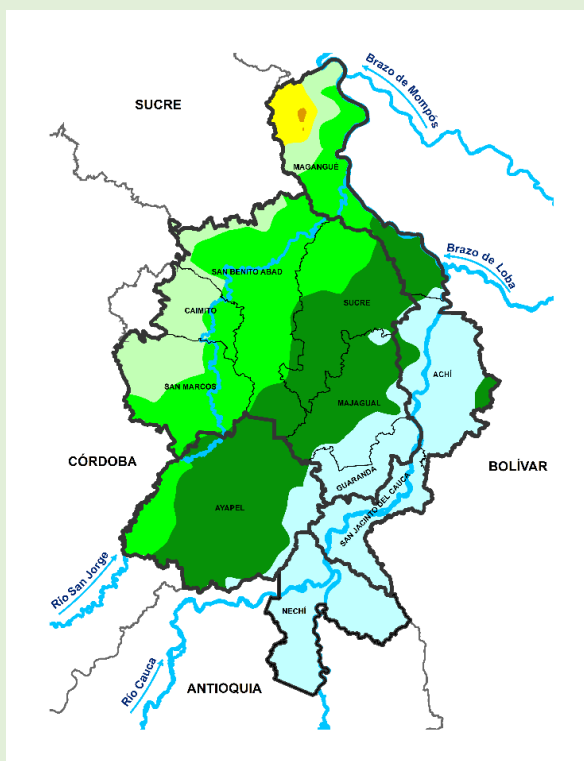 SUCRE
Brazo de Mompós
MAGANGUÉ
Brazo de Loba
SAN BENITO ABAD
CAIMITO
SUCRE
ACHÍ
SAN MARCOS
MAJAGUAL
CÓRDOBA
BOLÍVAR
GUARANDA
AYAPEL
SAN JACINTO DEL CAUCA
Río San Jorge
NECHÍ
Río Cauca
ANTIOQUIA